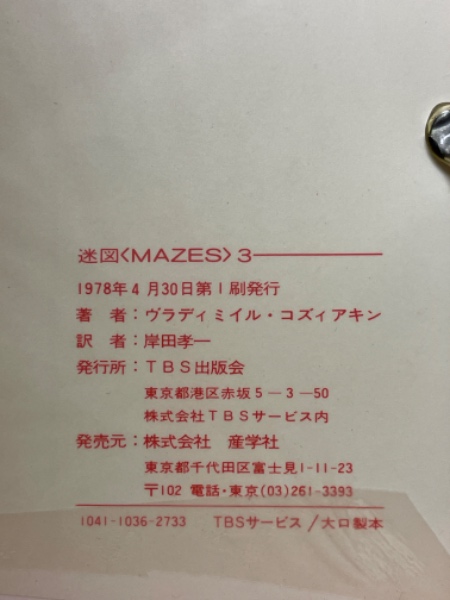 迷図〈MAZES〉3
1978年4月30日第1刷発行
著者：ヴラディミイル・コズィアキン
訳者：岸田孝一
発行所：TBS出版会
東京都港区赤坂5－3－50
株式会社TBSサービス内
発売元：株式会社 産学社
東京都千代田区富士見1-11-23
〒102 電話・東京(03)261-3393
1041-1036-2733 TBSサービス／大口製本